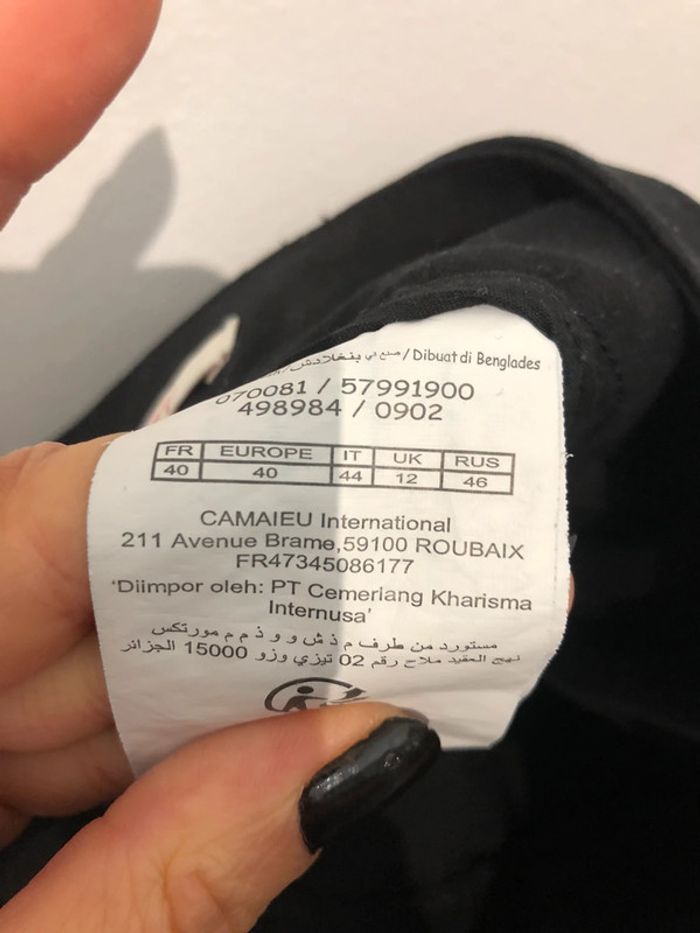 صنع في بنغلادش / Dibuat di Benglades
070081 / 57991900
498984 / 0902
FR EUROPE IT UK RUS
40 40 44 12 46
CAMAIEU International
211 Avenue Brame,59100 ROUBAIX
FR47345086177
'Diimpor oleh: PT Cemerlang Kharisma
Internusa'
مستورد من طرف م ذ ش و و ذ م م مورتكس
نهج العقيد ملاح رقم 02 تيزي وزو 15000 الجزائر